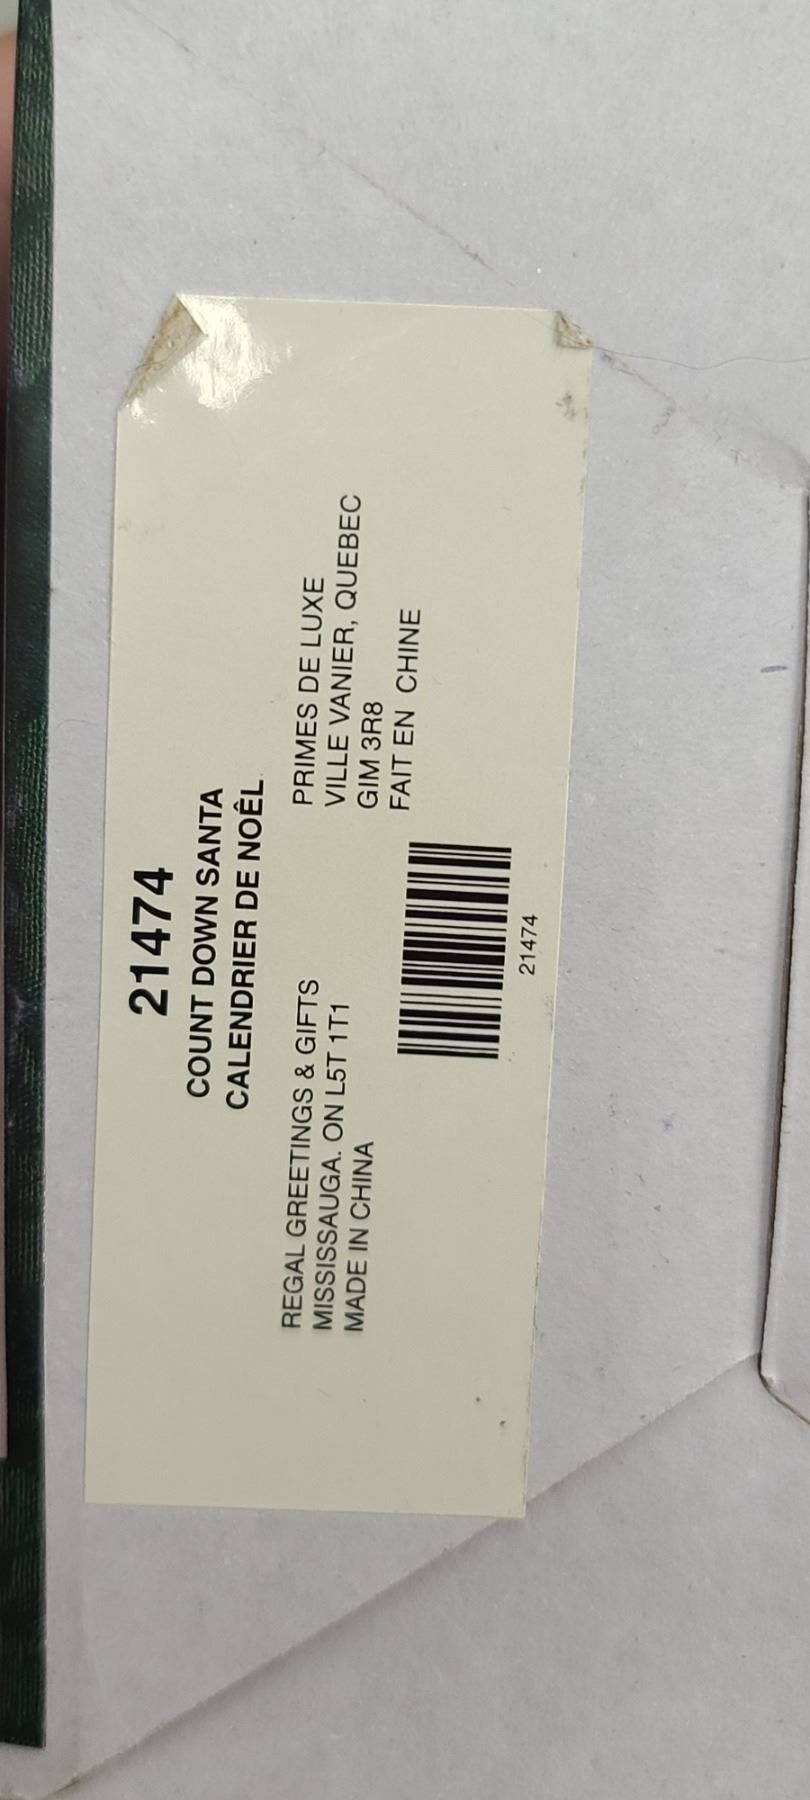 21474
COUNT DOWN SANTA
CALENDRIER DE NOÊL
REGAL GREETINGS & GIFTS
MISSISSAUGA. ON L5T 1T1
MADE IN CHINA
PRIMES DE LUXE
VILLE VANIER, QUEBEC
GIM 3R8
FAIT EN CHINE
21474